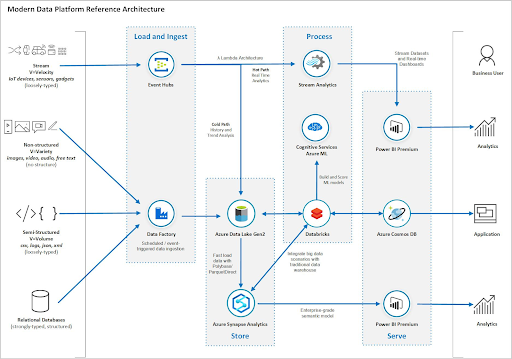 Modern Data Platform Reference Architecture
Load and Ingest
Process
Stream
V=Velocity
IoT devices, sensors, gadgets
(loosely-typed)
Event Hubs
λ Lambda Architecture
Hot Path
Real Time
Analytics
Stream Analytics
Stream Datasets
and Real-time
Dashboards
Business User
Cold Path
History and
Trend Analysis
Cognitive Services
Azure ML
Power BI Premium
Analytics
Non-structured
V=Variety
images, video, audio, free text
(no structure)
Build and Score
ML models
Semi-Structured
V=Volume
csv, logs, json, xml
(loosely-typed)
Data Factory
Scheduled / event-
triggered data ingestion
Azure Data Lake Gen2
Databricks
Azure Cosmos DB
Application
Fast load
data with
Polybase/
ParquetDirect
Integrate big data
scenarios with
traditional data
warehouse
Relational Databases
(strongly-typed, structured)
Azure Synapse Analytics
Enterprise-grade
semantic model
Power BI Premium
Analytics
Store
Serve